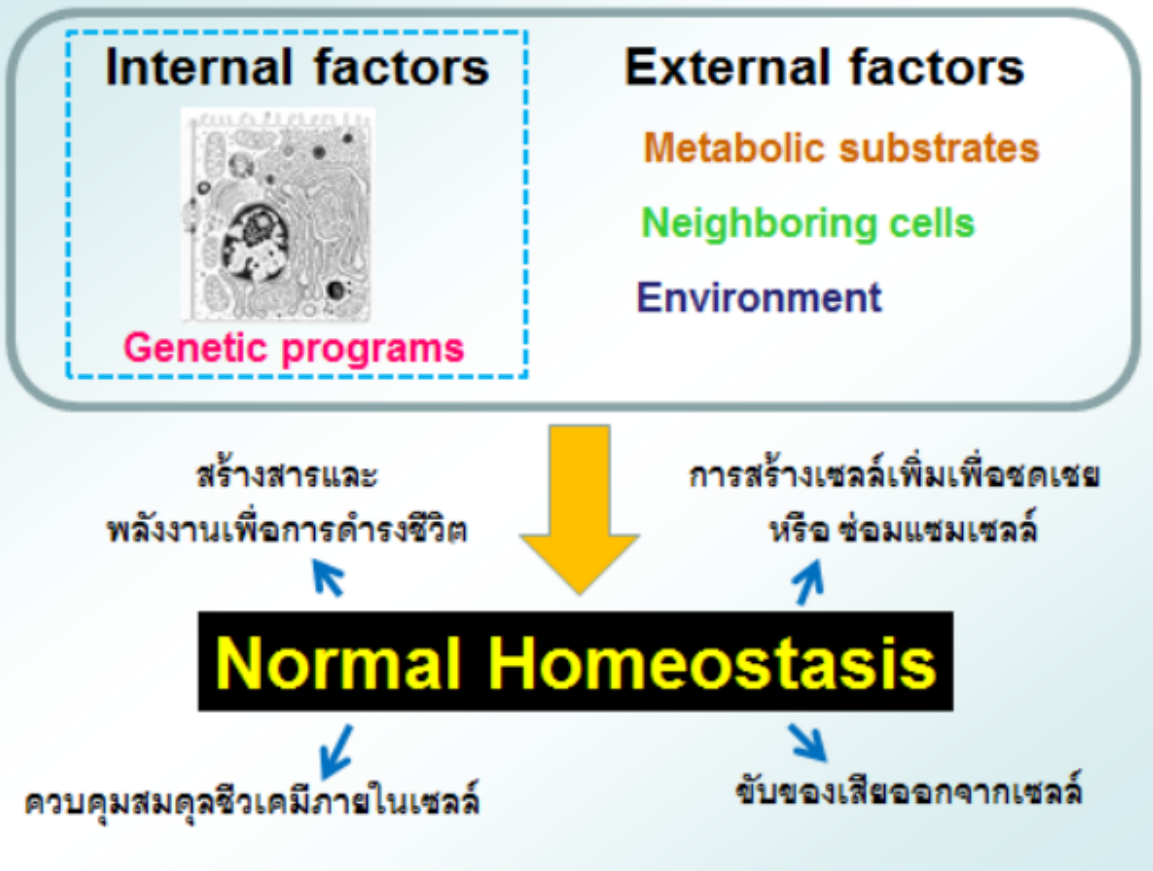 Internal factors
Genetic programs
External factors
Metabolic substrates
Neighboring cells
Environment
สร้างสารและ
พลังงานเพื่อการดำรงชีวิต
การสร้างเซลล์เพิ่มเพื่อชดเชย
หรือ ซ่อมแซมเซลล์
Normal Homeostasis
ควบคุมสมดุลชีวเคมีภายในเซลล์
ขับของเสียออกจากเซลล์